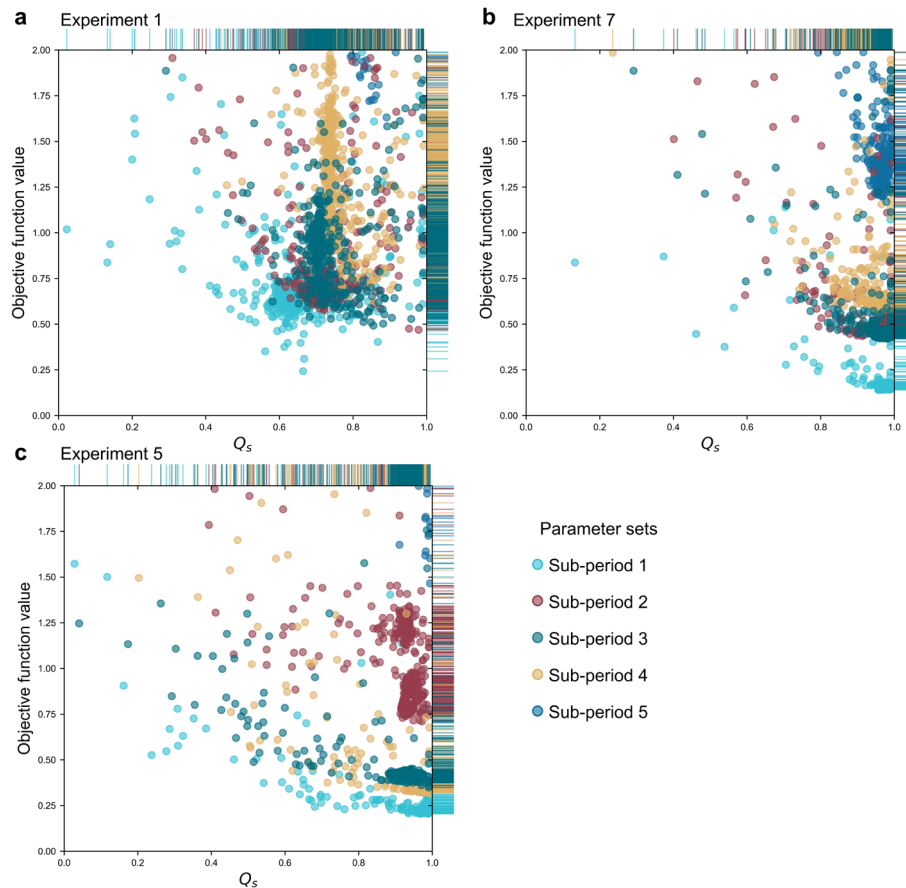 a Experiment 1
Objective function value
2.00
1.75
1.50
1.25
1.00
0.75
0.50
0.25
0.00
0.0 0.2 0.4 0.6 0.8 1.0
Qs
b Experiment 7
Objective function value
2.00
1.75
1.50
1.25
1.00
0.75
0.50
0.25
0.00
0.0 0.2 0.4 0.6 0.8 1.0
Qs
c Experiment 5
Objective function value
2.00
1.75
1.50
1.25
1.00
0.75
0.50
0.25
0.00
0.0 0.2 0.4 0.6 0.8 1.0
Qs
Parameter sets
Sub-period 1
Sub-period 2
Sub-period 3
Sub-period 4
Sub-period 5